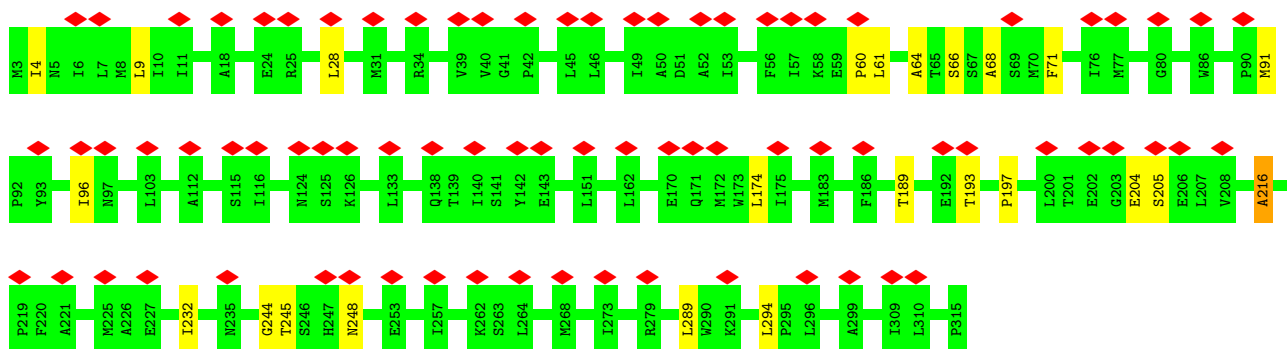 M3 I4 N5 I6 L7 M8 L9 I10 I11 A18 E24 R25 L28 M31 R34 V39 V40 G41 P42 L45 L46 I49 A50 D51 A52 I53 F56 I57 K58 E59 P60 L61 A64 T65 S66 S67 A68 S69 M70 F71 I76 M77 G80 W86 P90 M91
P92 Y93 I96 N97 L103 A112 S115 I116 N124 S125 K126 L133 Q138 T139 I140 S141 Y142 E143 L151 L162 E170 Q171 M172 W173 L174 I175 M183 F186 T189 E192 T193 P197 L200 T201 E202 G203 E204 S205 E206 L207 V208 A216
P219 F220 A221 M225 A226 E227 I232 N235 G244 T245 S246 H247 N248 E253 I257 K262 S263 L264 M268 I273 R279 L289 W290 K291 L294 P295 L296 A299 I309 L310 P315